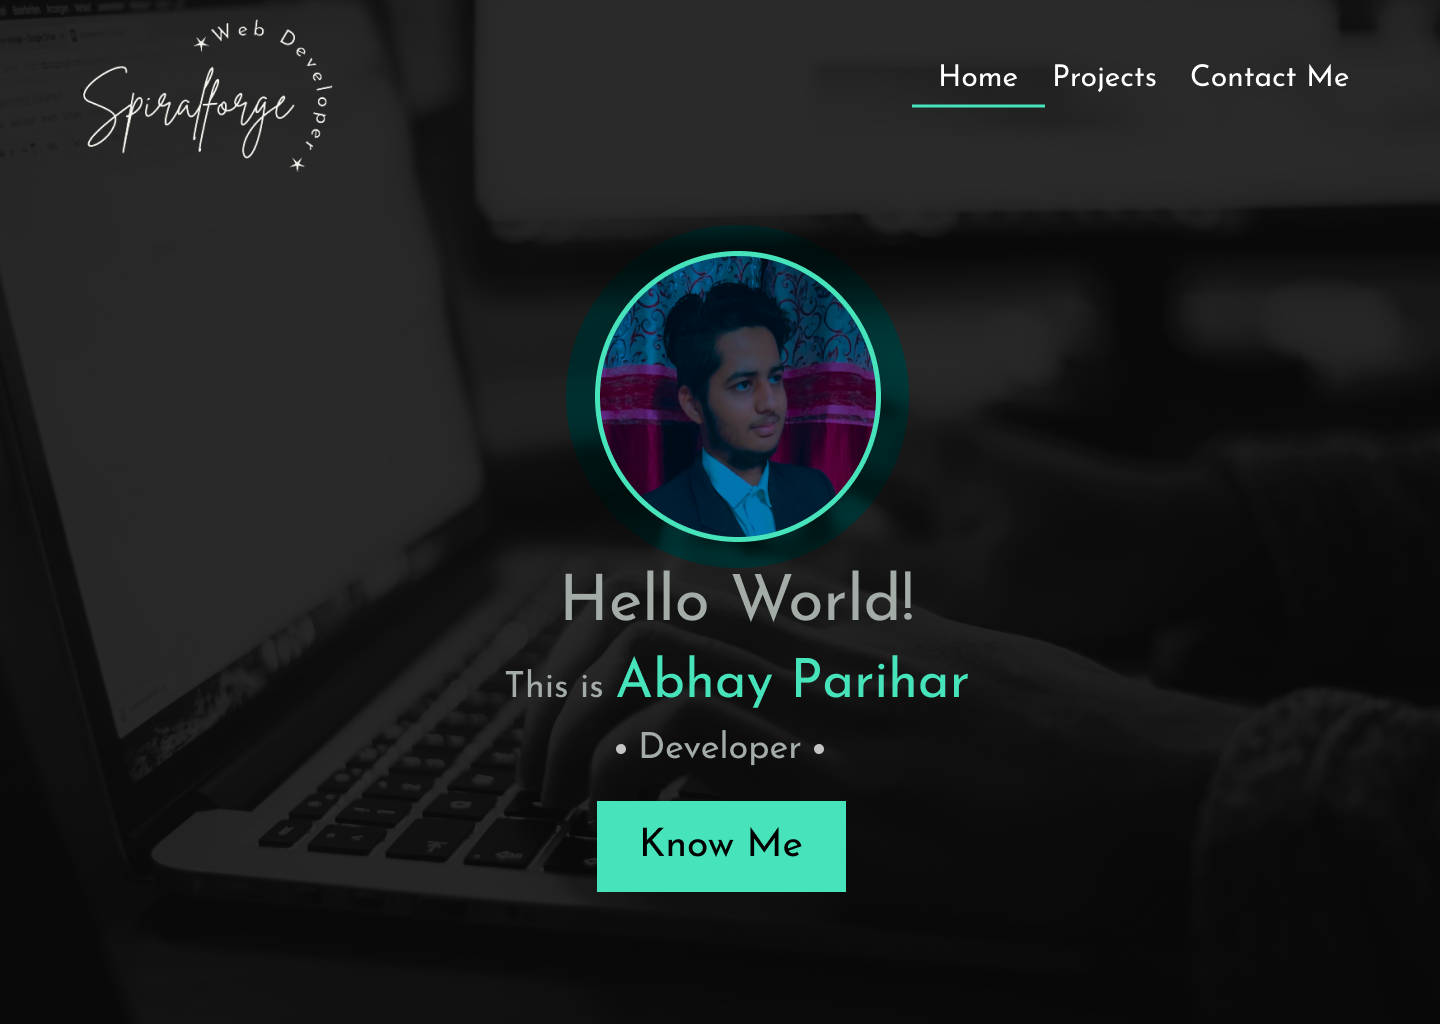 Web Developer
Spiralforge
Home Projects Contact Me
Hello World!
This is Abhay Parihar
• Developer •
Know Me